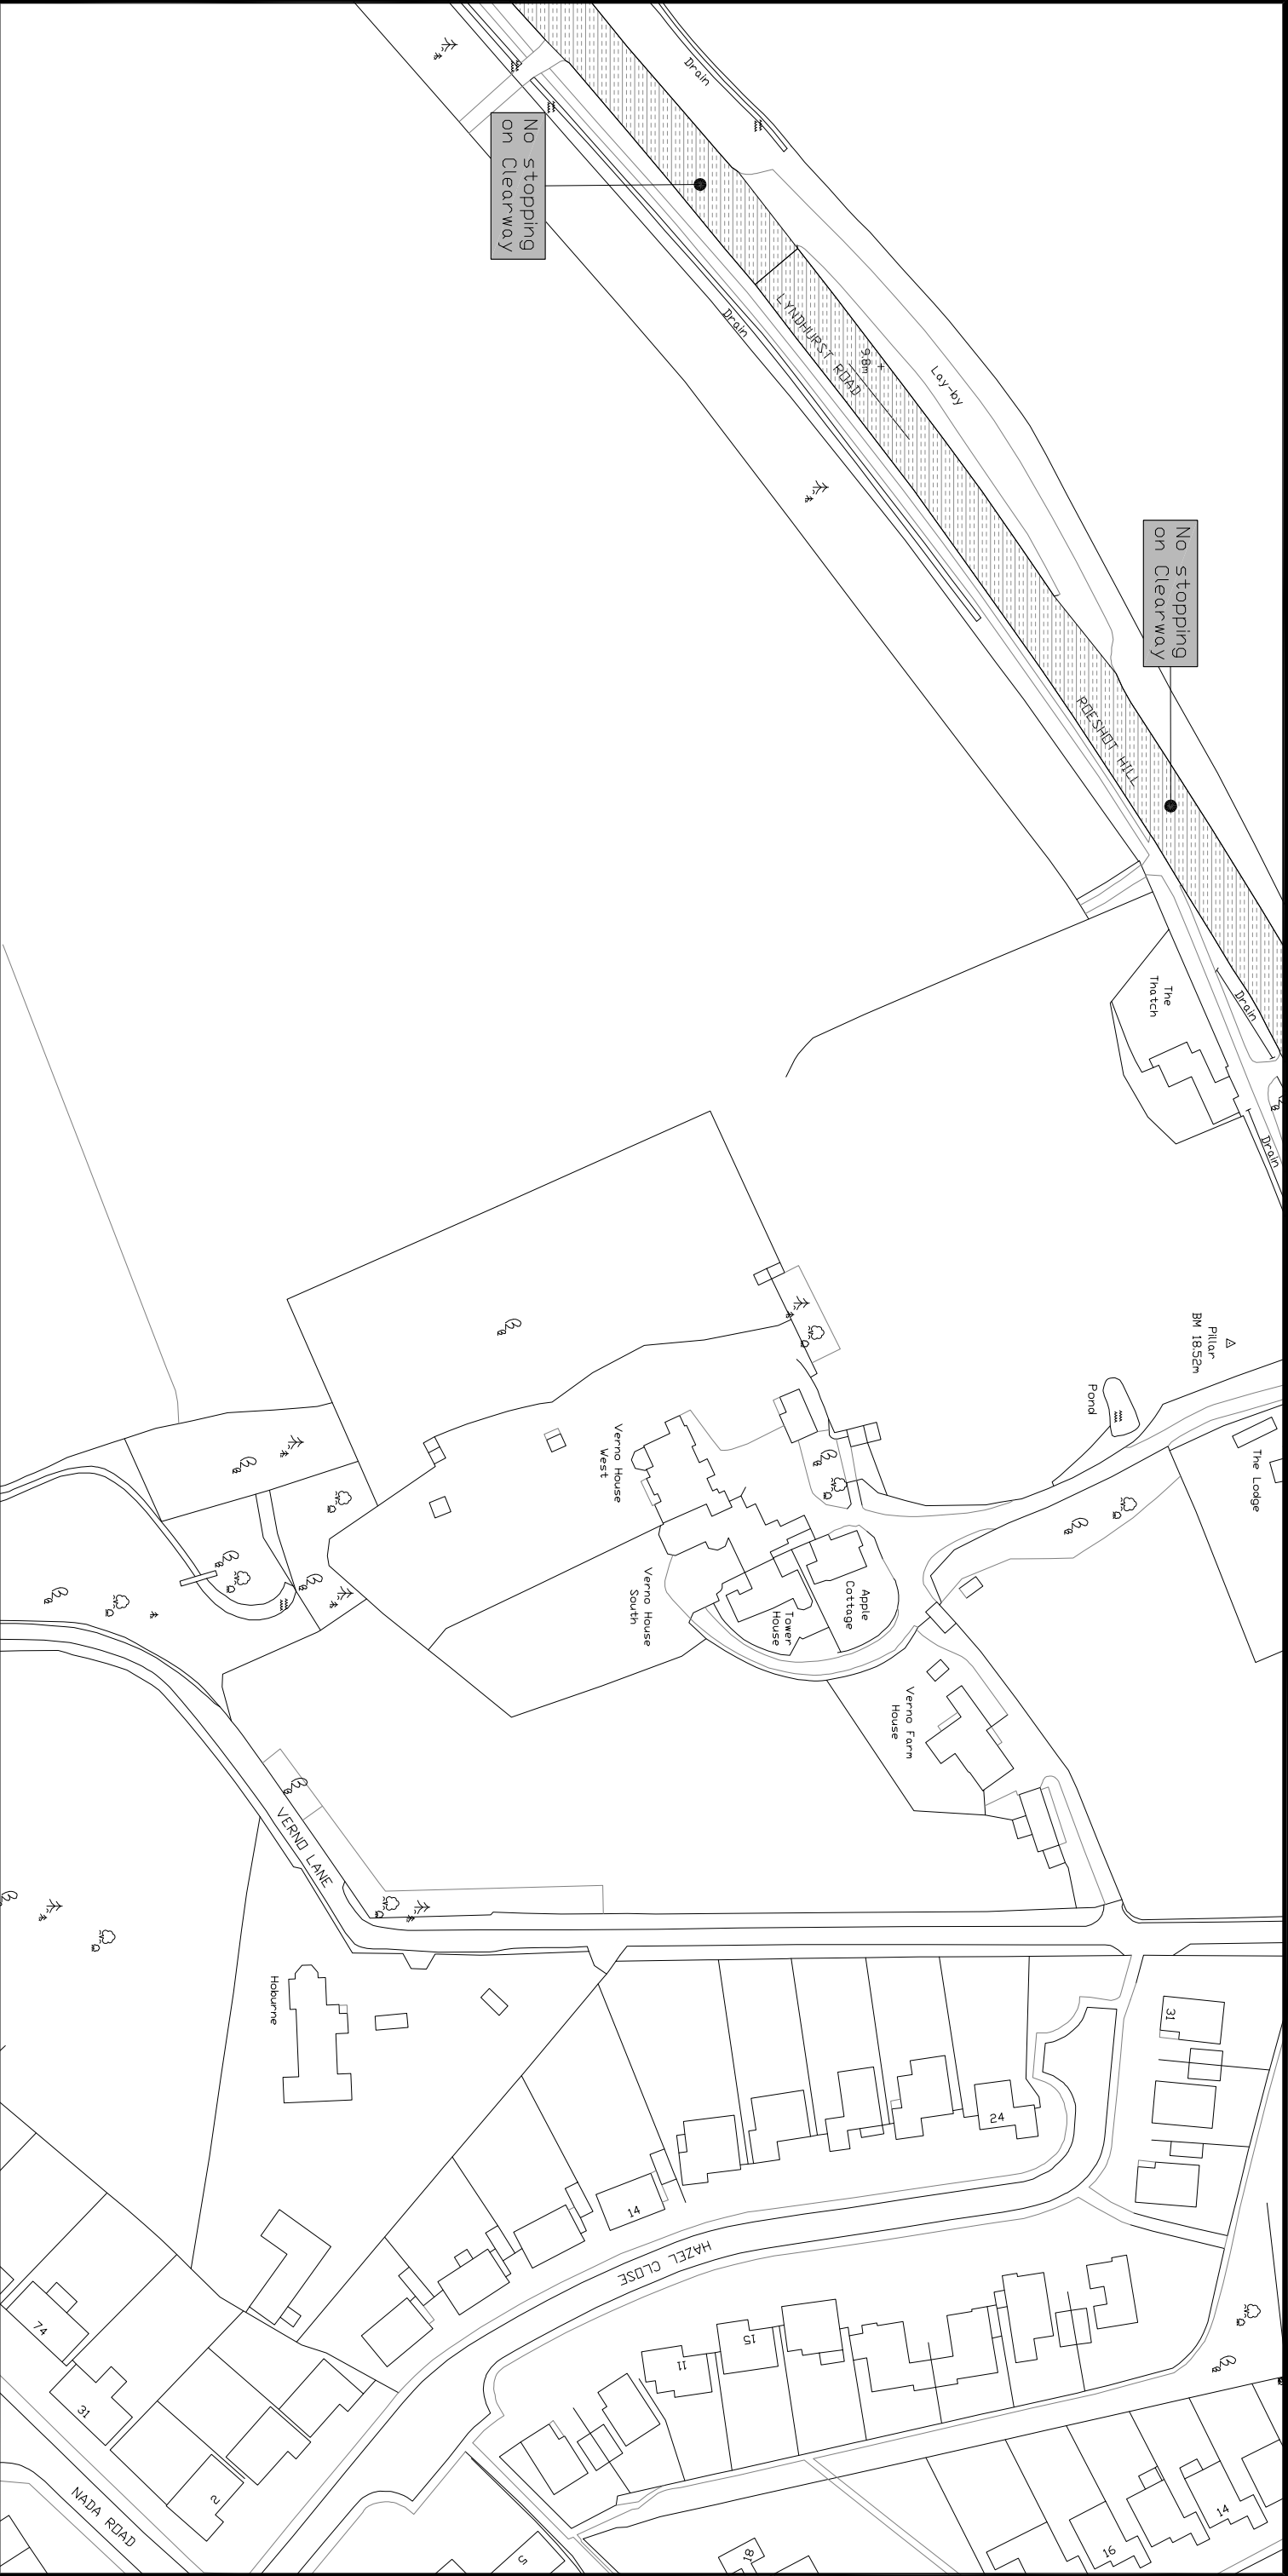 Drain
No stopping
on Clearway
LYNDHURST ROAD
9.8m
Drain
Lay-by
No stopping
on Clearway
ROESHOT HILL
The
Thatch
Drain
Drain
Pillar
BM 18.52m
Pond
The Lodge
Verno House
West
Verno House
South
Apple
Cottage
Tower
House
Verno Farm
House
VERNO LANE
Hoburne
31
24
14
HAZEL CLOSE
15
11
74
31
2
NADA ROAD
5
18
16
14